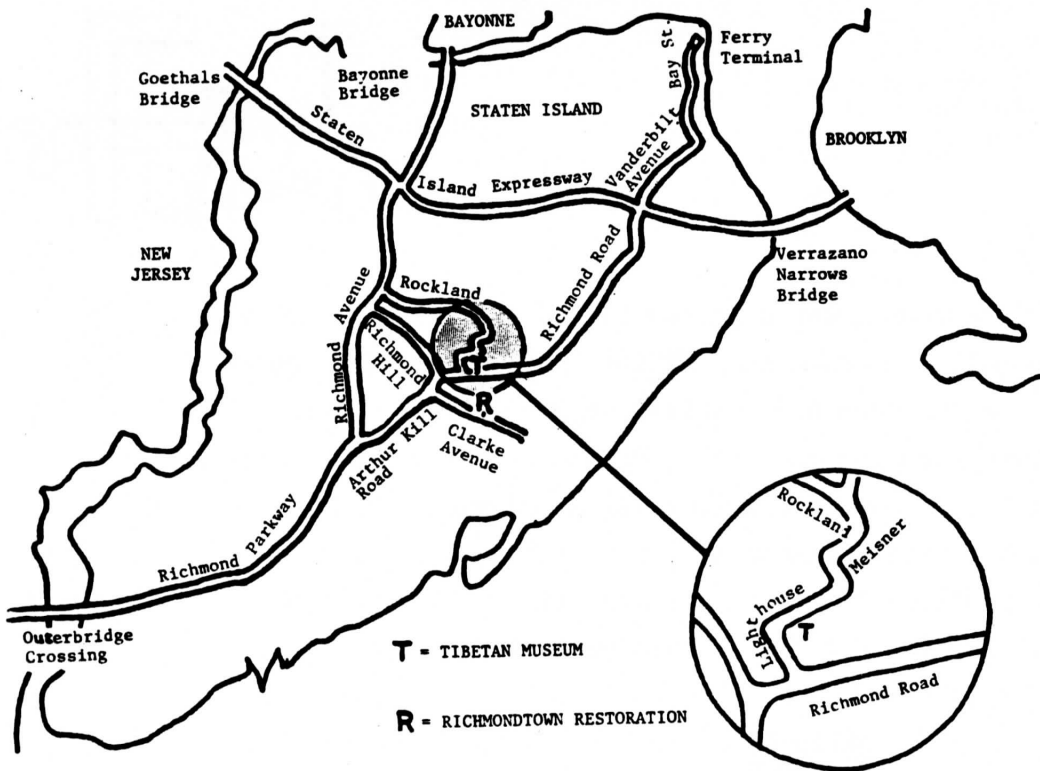 BAYONNE
Ferry
Terminal
Bay St.
Goethals
Bridge
Bayonne
Bridge
STATEN ISLAND
Staten
Island Expressway
Vanderbilt
Avenue
BROOKLYN
NEW
JERSEY
Verrazano
Narrows
Bridge
Rockland
Richmond Road
Richmond
Avenue
Richmond
Hill
T
R
Clarke
Avenue
Arthur Kill
Road
Richmond Parkway
Outerbridge
Crossing
Rockland
Meisner
Lighthouse
T
Richmond Road
T = TIBETAN MUSEUM
R = RICHMONDTOWN RESTORATION